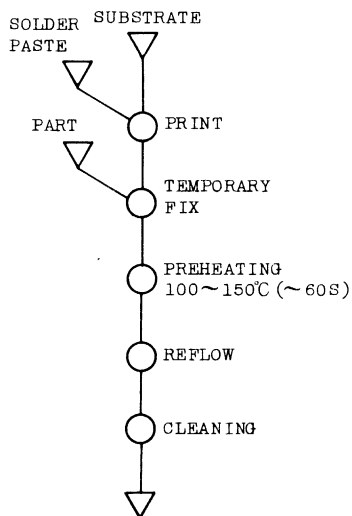 SOLDER
PASTE
SUBSTRATE
PRINT
PART
TEMPORARY
FIX
PREHEATING
100~150℃ (~60S)
REFLOW
CLEANING